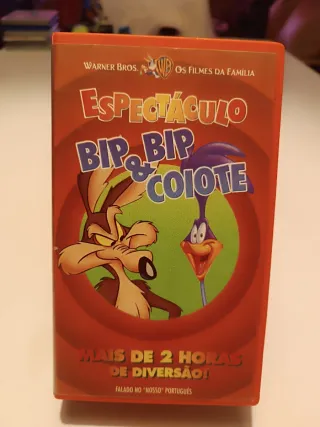 WARNER BROS. OS FILMES DA FAMÍLIA
ESPECTÁCULO
BIP BIP
& COIOTE
MAIS DE 2 HORAS
DE DIVERSÃO!
FALADO NO "NOSSO" PORTUGUÊS